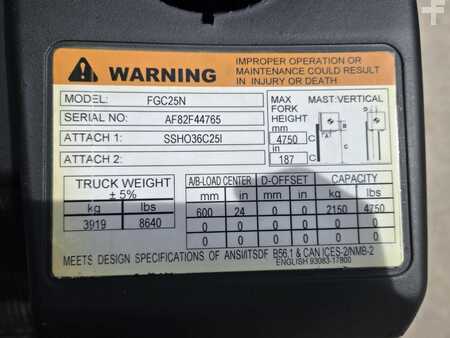 WARNING
IMPROPER OPERATION OR
MAINTENANCE COULD RESULT
IN INJURY OR DEATH
MODEL: FGC25N
SERIAL NO: AF82F44765
ATTACH 1: SSHO36C25I
ATTACH 2:
MAX
FORK
HEIGHT
mm
4750
in
187
MAST: VERTICAL
TRUCK WEIGHT
± 5%
kg lbs
3919 8640
A/B-LOAD CENTER D-OFFSET CAPACITY
mm in mm in kg lbs
600 24 0 0 2150 4750
0 0 0 0 0 0
0 0 0 0 0 0
MEETS DESIGN SPECIFICATIONS OF ANSI/ITSDF B56.1 & CAN ICES-2/NMB-2
ENGLISH 93083-17800